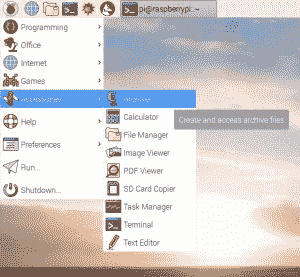 pi@raspberrypi: ~
Programming
Office
Internet
Games
Accessories
Help
Preferences
Run...
Shutdown...
Archiver
Calculator
File Manager
Image Viewer
PDF Viewer
SD Card Copier
Task Manager
Terminal
Text Editor
Create and access archive files